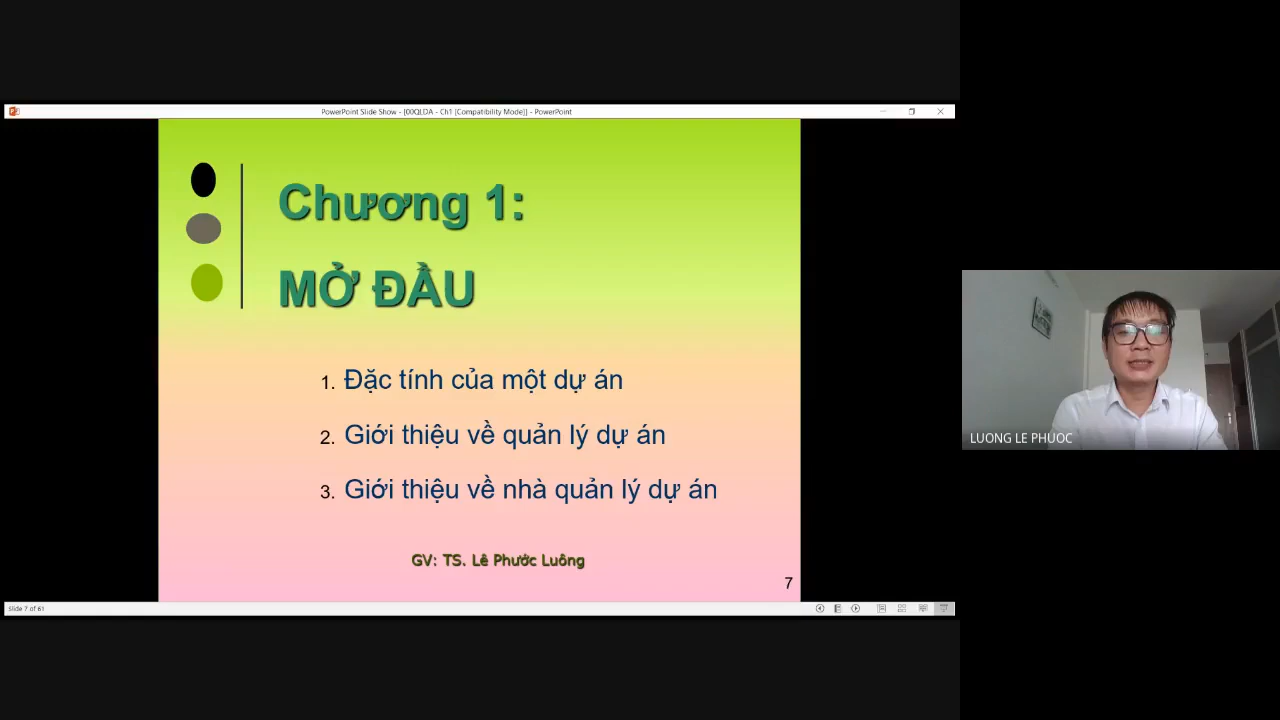 PowerPoint Slide Show - [00QLDA - Ch1 [Compatibility Mode]] - PowerPoint
Chương 1:
MỞ ĐẦU
1. Đặc tính của một dự án
2. Giới thiệu về quản lý dự án
3. Giới thiệu về nhà quản lý dự án
GV: TS. Lê Phước Luông
7
Slide 7 of 61
LUONG LE PHUOC